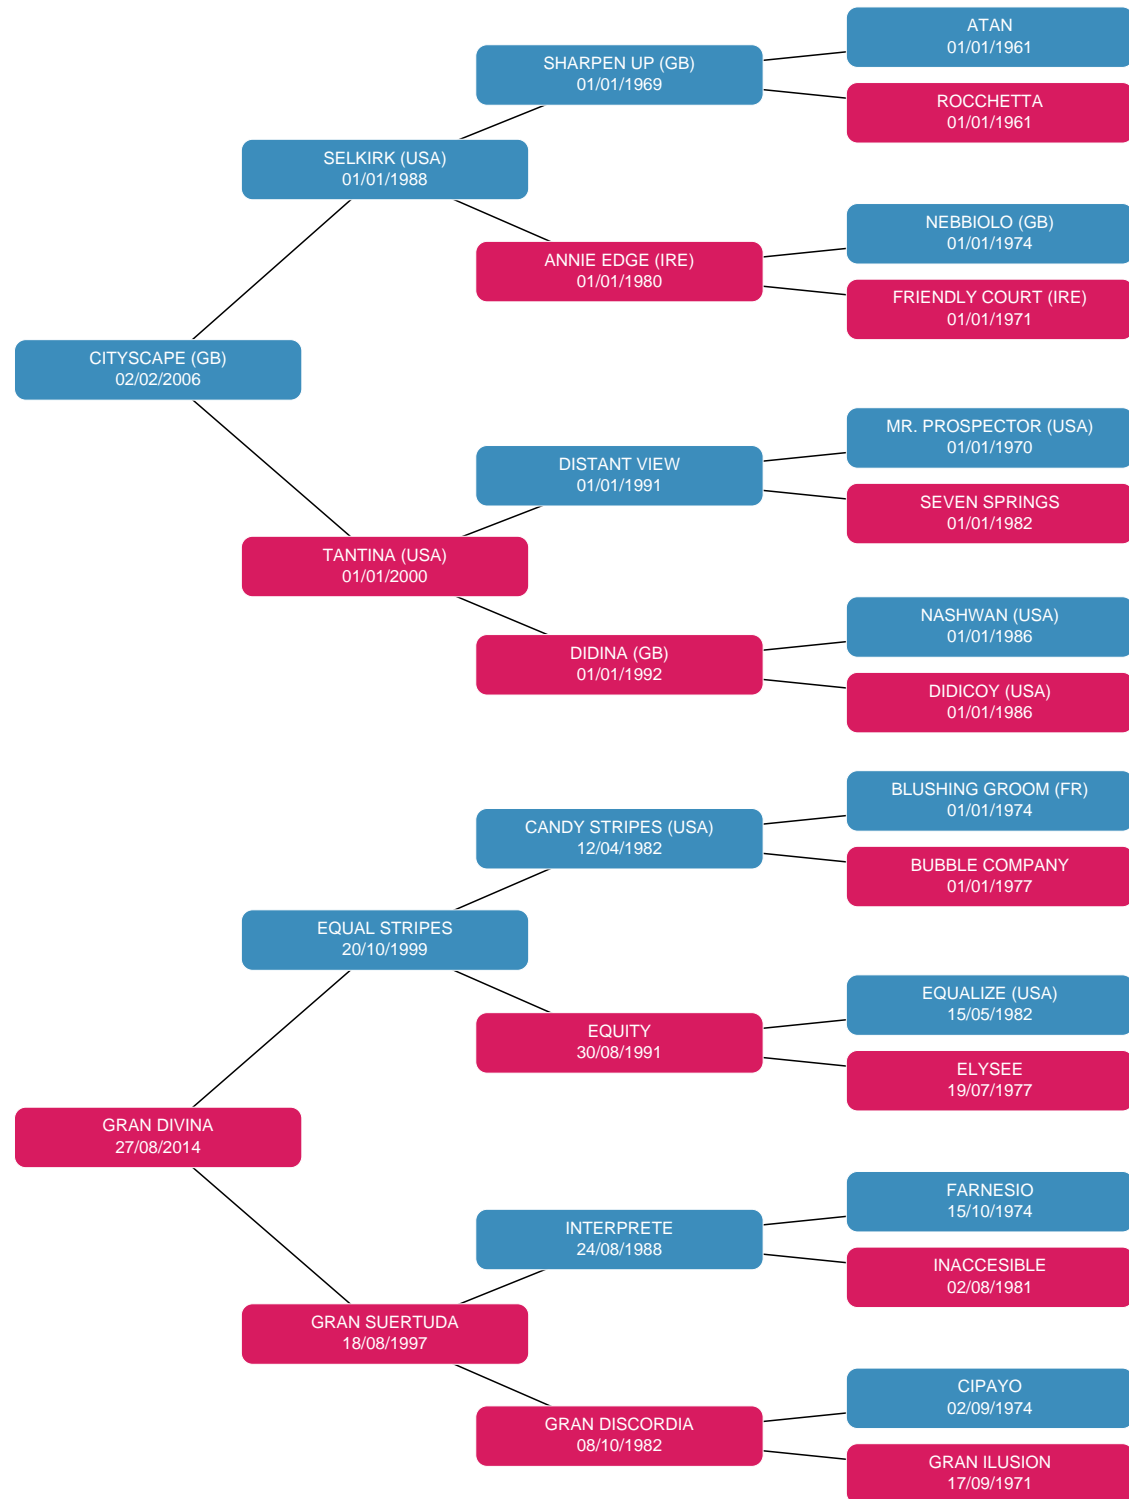 ATAN
01/01/1961
SHARPEN UP (GB)
01/01/1969
ROCCHETTA
01/01/1961
SELKIRK (USA)
01/01/1988
NEBBIOLO (GB)
01/01/1974
ANNIE EDGE (IRE)
01/01/1980
FRIENDLY COURT (IRE)
01/01/1971
CITYSCAPE (GB)
02/02/2006
MR. PROSPECTOR (USA)
01/01/1970
DISTANT VIEW
01/01/1991
SEVEN SPRINGS
01/01/1982
TANTINA (USA)
01/01/2000
NASHWAN (USA)
01/01/1986
DIDINA (GB)
01/01/1992
DIDICOY (USA)
01/01/1986
BLUSHING GROOM (FR)
01/01/1974
CANDY STRIPES (USA)
12/04/1982
BUBBLE COMPANY
01/01/1977
EQUAL STRIPES
20/10/1999
EQUALIZE (USA)
15/05/1982
EQUITY
30/08/1991
ELYSEE
19/07/1977
GRAN DIVINA
27/08/2014
FARNESIO
15/10/1974
INTERPRETE
24/08/1988
INACCESIBLE
02/08/1981
GRAN SUERTUDA
18/08/1997
CIPAYO
02/09/1974
GRAN DISCORDIA
08/10/1982
GRAN ILUSION
17/09/1971